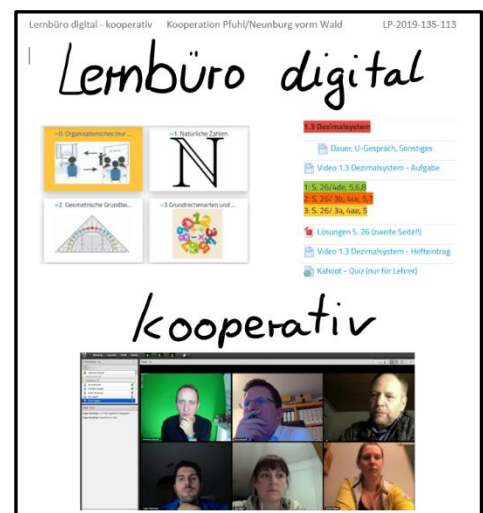 Lernbüro digital - kooperativ Kooperation Pfuhl/Neunburg vorm Wald LP-2019-135-113
Lernbüro digital
»0. Organisatorisches (nur ...
»1. Natürliche Zahlen
N
»2. Geometrische Grundbe...
»3 Grundrechenarten und ...
1.3 Dezimalsystem
Dauer, U-Gespräch, Sonstiges
Video 1.3 Dezimalsystem - Aufgabe
1: S. 26/4de, 5,6,8
2: S. 26/ 3b, 4ce, 5,7
3: S. 26/ 3a, 4ae, 5
Lösungen S. 26 (zweite Seite!!)
Video 1.3 Dezimalsystem - Hefteintrag
Kahoot - Quiz (nur für Lehrer)
kooperativ